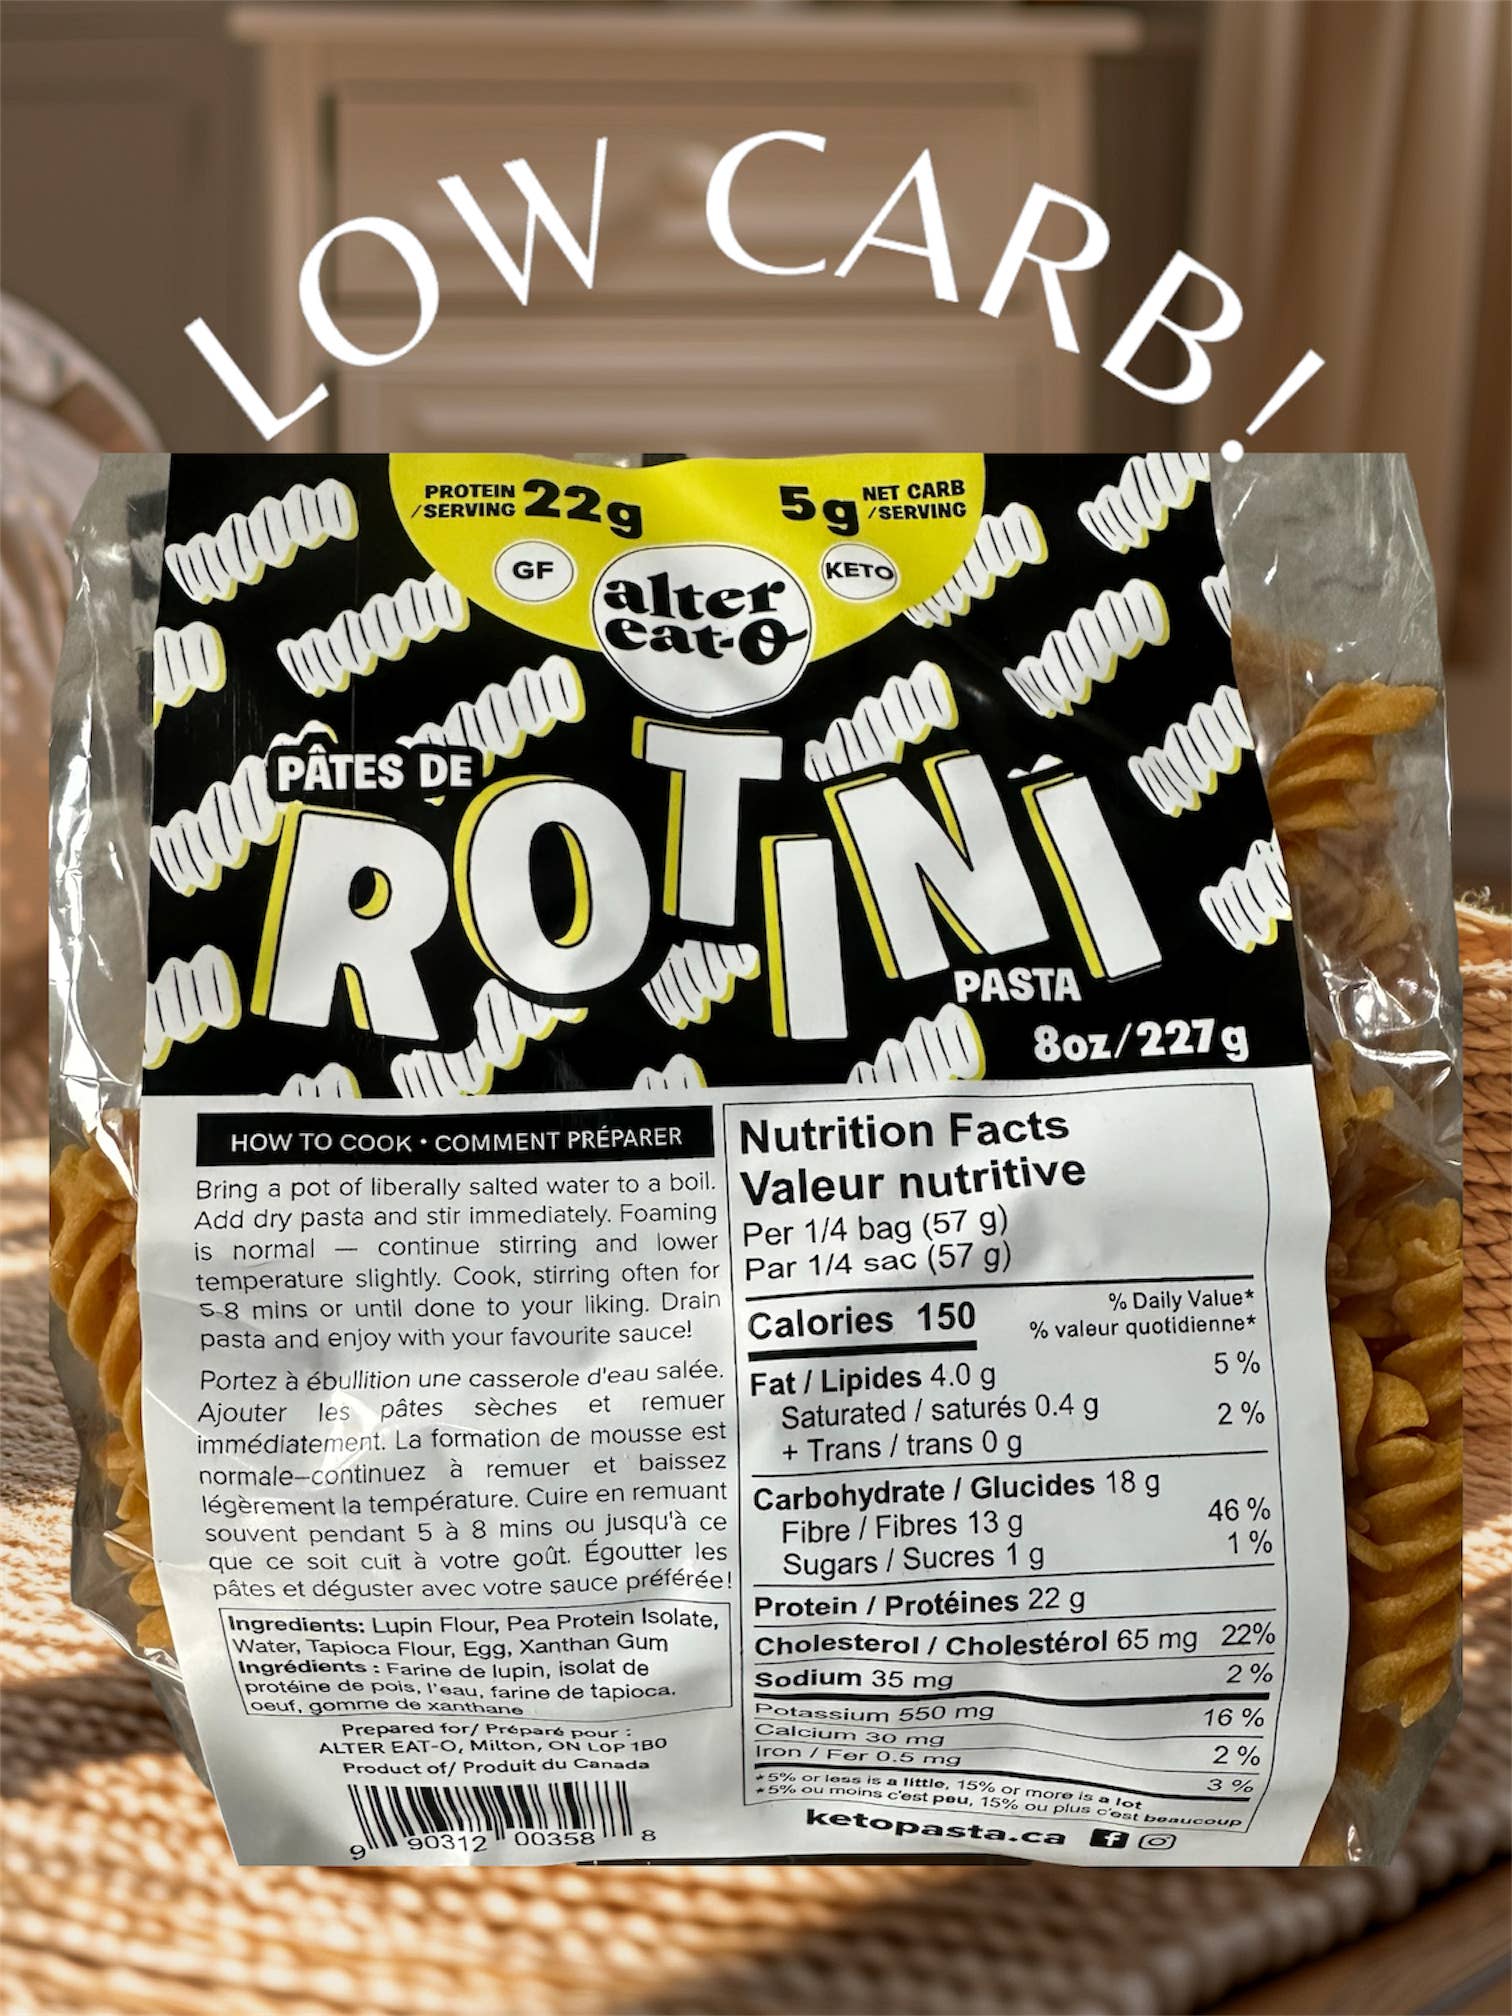 LOW CARB!
PROTEIN
/SERVING 22g
5g NET CARB
/SERVING
GF
alter
eat-o
KETO
PÂTES DE
ROTINI
PASTA
8oz/227g
HOW TO COOK • COMMENT PRÉPARER
Bring a pot of liberally salted water to a boil.
Add dry pasta and stir immediately. Foaming
is normal — continue stirring and lower
temperature slightly. Cook, stirring often for
5-8 mins or until done to your liking. Drain
pasta and enjoy with your favourite sauce!
Portez à ébullition une casserole d'eau salée.
Ajouter les pâtes sèches et remuer
immédiatement. La formation de mousse est
normale—continuez à remuer et baissez
légèrement la température. Cuire en remuant
souvent pendant 5 à 8 mins ou jusqu'à ce
que ce soit cuit à votre goût. Égoutter les
pâtes et déguster avec votre sauce préférée!
Ingredients: Lupin Flour, Pea Protein Isolate,
Water, Tapioca Flour, Egg, Xanthan Gum
Ingrédients : Farine de lupin, isolat de
protéine de pois, l'eau, farine de tapioca,
oeuf, gomme de xanthane
Prepared for/ Préparé pour :
ALTER EAT-O, Milton, ON L0P 1B0
Product of/ Produit du Canada
9 90312 00358 8
Nutrition Facts
Valeur nutritive
Per 1/4 bag (57 g)
Par 1/4 sac (57 g)
Calories 150
% Daily Value*
% valeur quotidienne*
Fat / Lipides 4.0 g 5 %
Saturated / saturés 0.4 g 2 %
+ Trans / trans 0 g
Carbohydrate / Glucides 18 g
Fibre / Fibres 13 g 46 %
Sugars / Sucres 1 g 1 %
Protein / Protéines 22 g
Cholesterol / Cholestérol 65 mg 22%
Sodium 35 mg 2 %
Potassium 550 mg 16 %
Calcium 30 mg 2 %
Iron / Fer 0.5 mg 3 %
*5% or less is a little, 15% or more is a lot
*5% ou moins c'est peu, 15% ou plus c'est beaucoup
ketopasta.ca